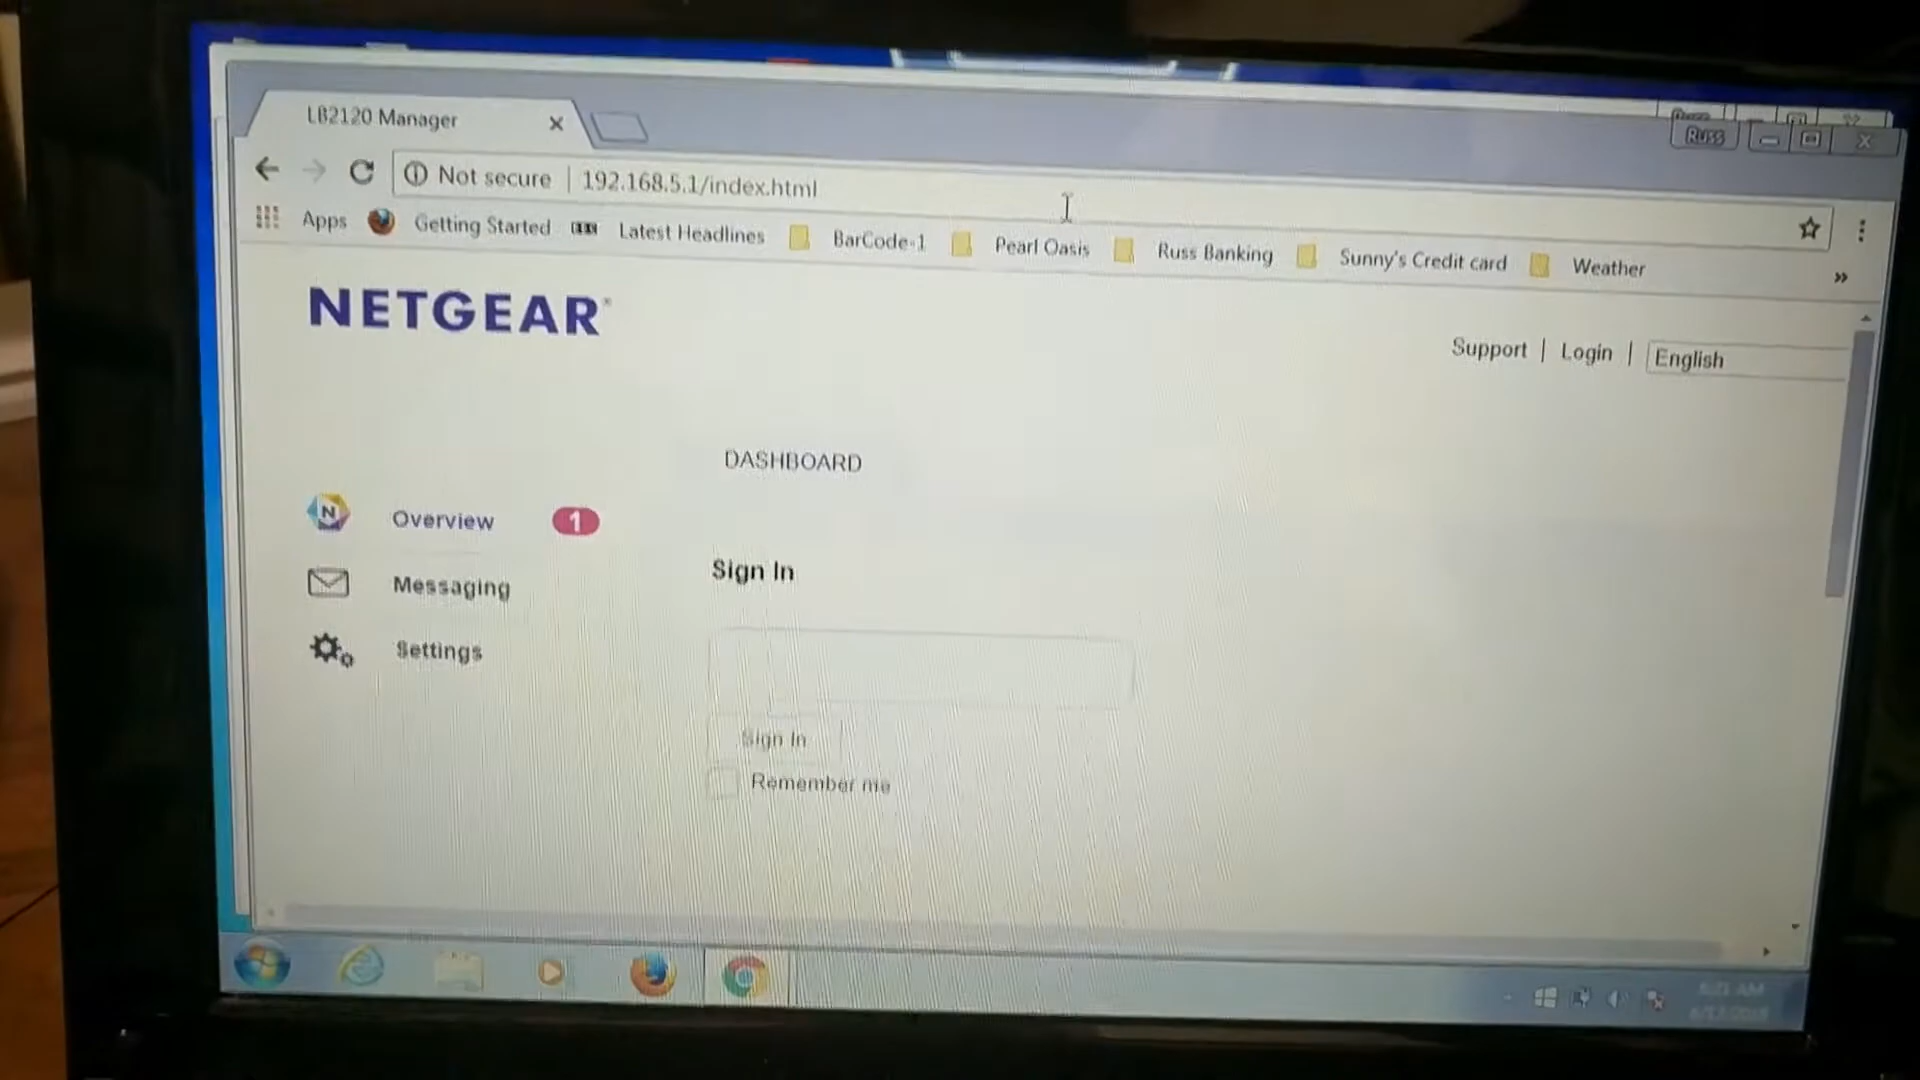 LB2120 Manager
Russ
Not secure | 192.168.5.1/index.html
Apps Getting Started Latest Headlines BarCode-1 Pearl Oasis Russ Banking Sunny's Credit card Weather »
NETGEAR
Support | Login | English
DASHBOARD
Overview 1
Sign In
Messaging
Settings
Sign In
Remember me